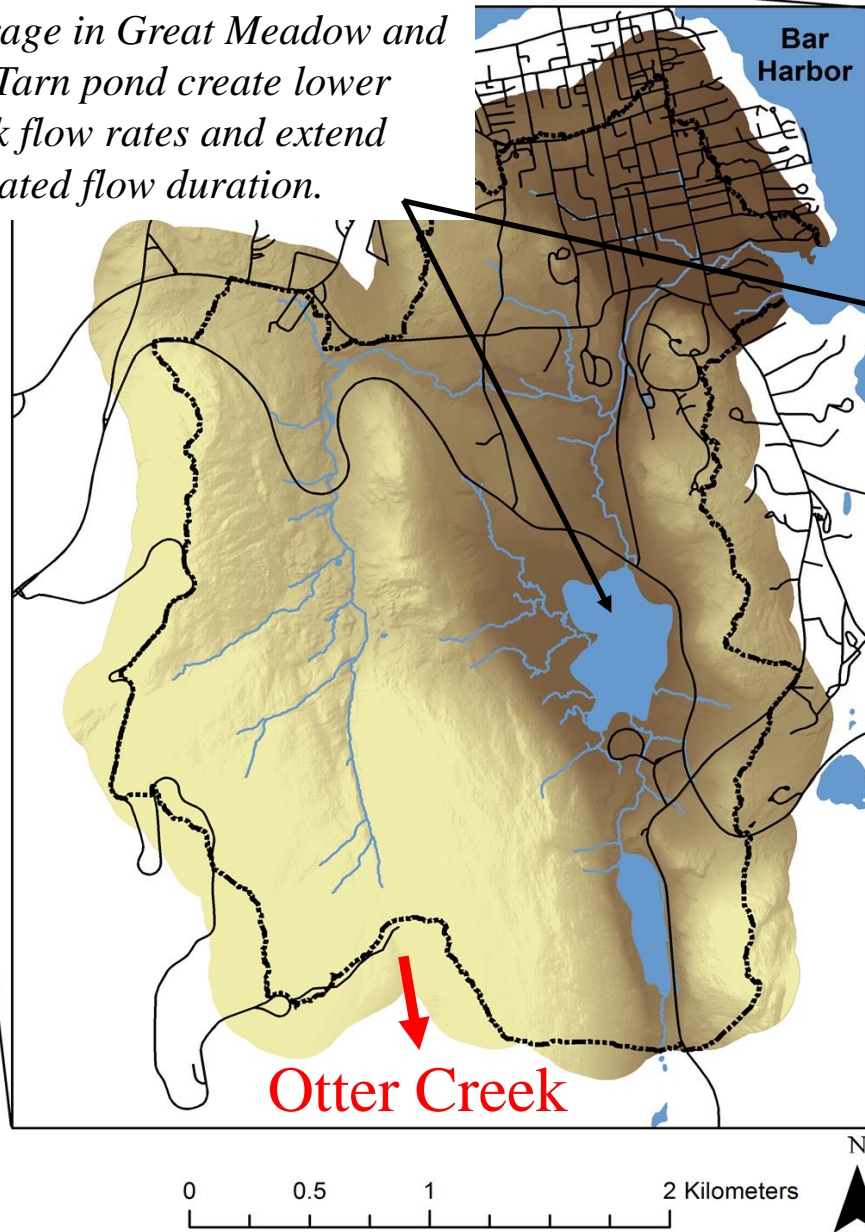 rage in Great Meadow and
Tarn pond create lower
k flow rates and extend
ated flow duration.
Bar
Harbor
Otter Creek
N
0 0.5 1 2 Kilometers